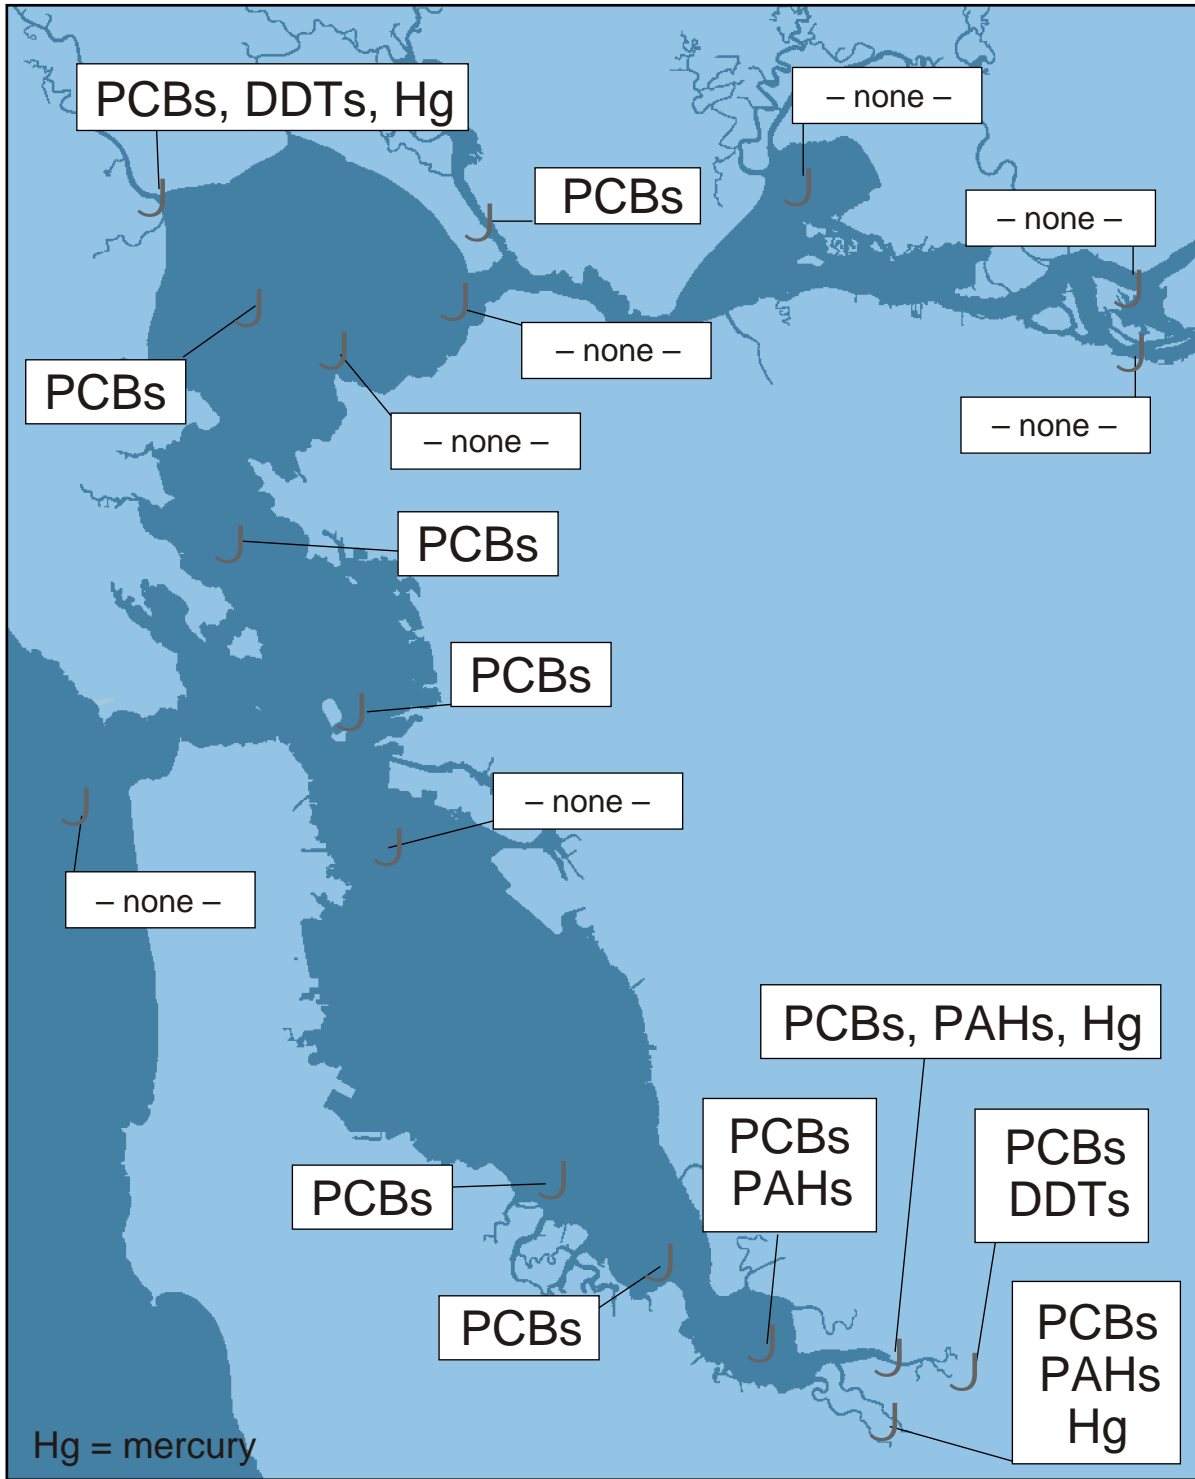 PCBs, DDTs, Hg
– none –
PCBs
– none –
– none –
PCBs
– none –
– none –
PCBs
PCBs
– none –
– none –
PCBs, PAHs, Hg
PCBs
PAHs
PCBs
DDTs
PCBs
PCBs
PCBs
PAHs
Hg
Hg = mercury